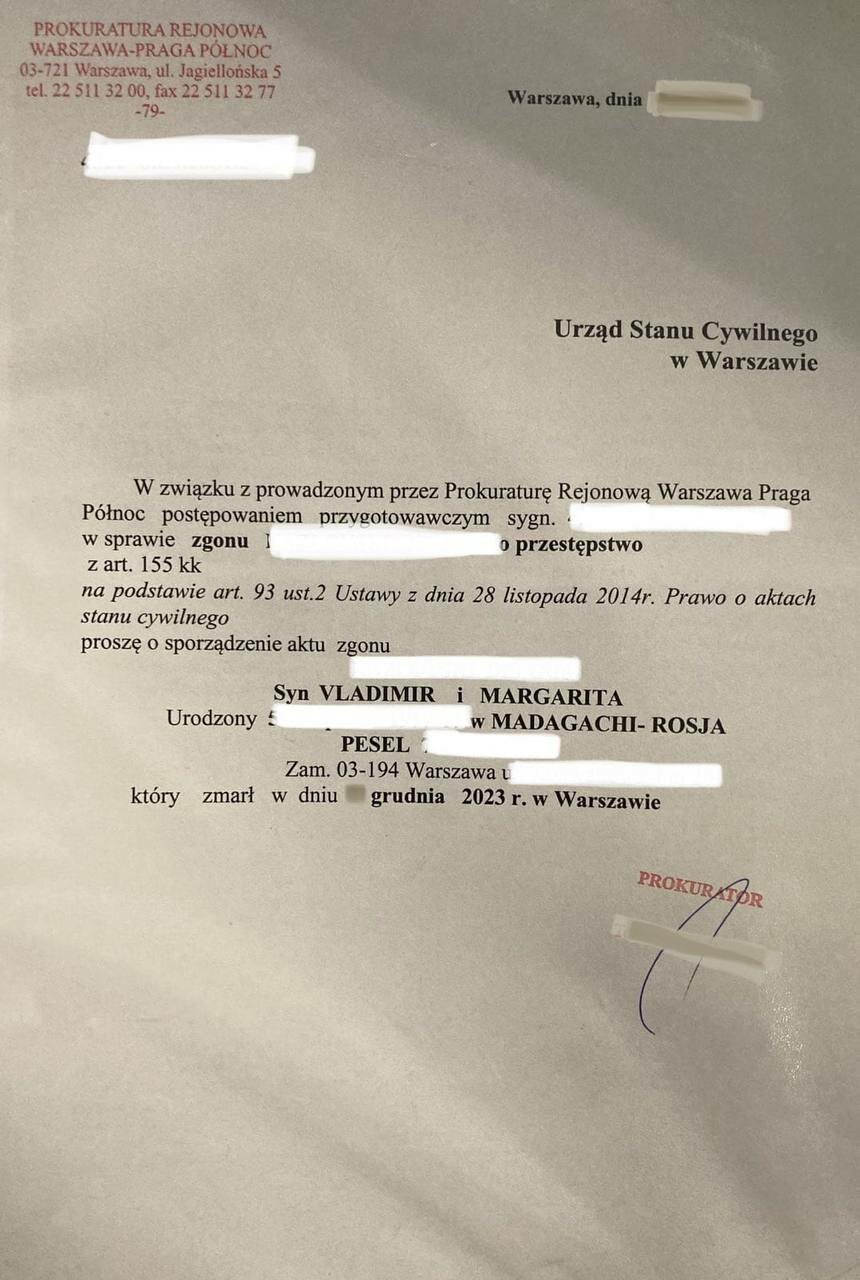 PROKURATURA REJONOWA
WARSZAWA-PRAGA PÓŁNOC
03-721 Warszawa, ul. Jagiellońska 5
tel. 22 511 32 00, fax 22 511 32 77
-79-
Warszawa, dnia
Urząd Stanu Cywilnego
w Warszawie
W związku z prowadzonym przez Prokuraturę Rejonową Warszawa Praga
Północ postępowaniem przygotowawczym sygn.
w sprawie zgonu o przestępstwo
z art. 155 kk
na podstawie art. 93 ust.2 Ustawy z dnia 28 listopada 2014r. Prawo o aktach
stanu cywilnego
proszę o sporządzenie aktu zgonu
Syn VLADIMIR i MARGARITA
Urodzony w MADAGACHI- ROSJA
PESEL
Zam. 03-194 Warszawa
który zmarł w dniu grudnia 2023 r. w Warszawie
PROKURATOR